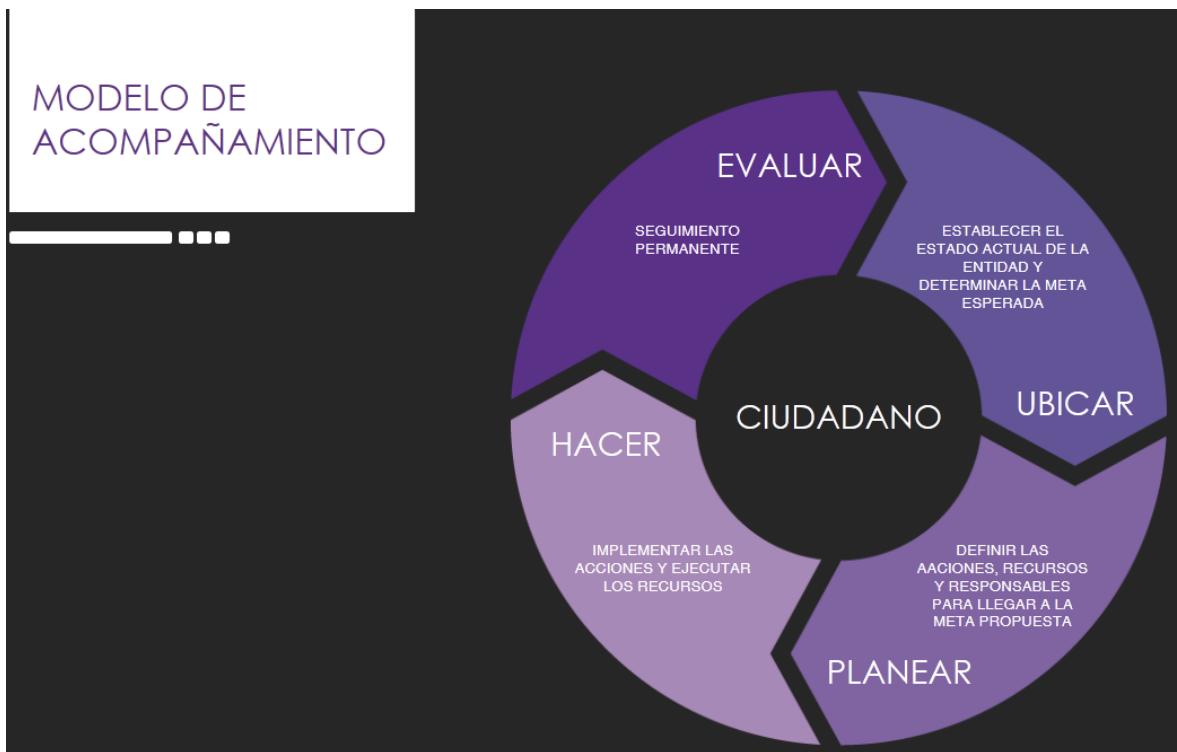 MODELO DE
ACOMPAÑAMIENTO
EVALUAR
SEGUIMIENTO
PERMANENTE
ESTABLECER EL
ESTADO ACTUAL DE LA
ENTIDAD Y
DETERMINAR LA META
ESPERADA
UBICAR
CIUDADANO
HACER
IMPLEMENTAR LAS
ACCIONES Y EJECUTAR
LOS RECURSOS
DEFINIR LAS
AACIONES, RECURSOS
Y RESPONSABLES
PARA LLEGAR A LA
META PROPUESTA
PLANEAR